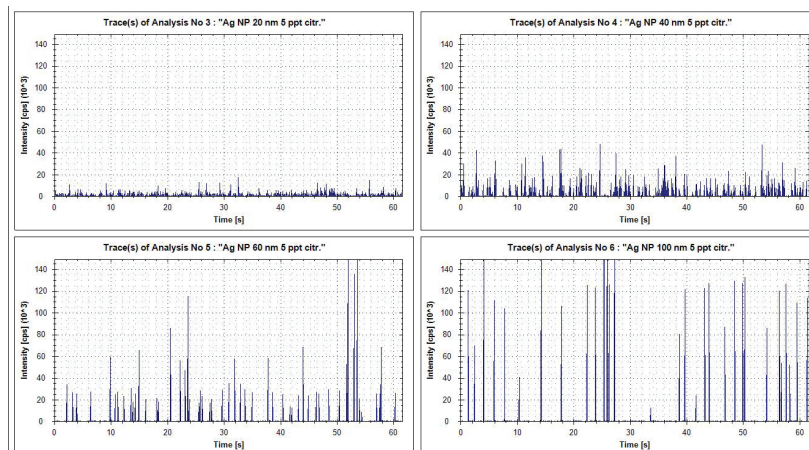 Trace(s) of Analysis No 3 : "Ag NP 20 nm 5 ppt citr."
Intensity [cps] (10^3)
140
120
100
80
60
40
20
0
0 10 20 30 40 50 60
Time [s]
Trace(s) of Analysis No 4 : "Ag NP 40 nm 5 ppt citr."
Intensity [cps] (10^3)
140
120
100
80
60
40
20
0
0 10 20 30 40 50 60
Time [s]
Trace(s) of Analysis No 5 : "Ag NP 60 nm 5 ppt citr."
Intensity [cps] (10^3)
140
120
100
80
60
40
20
0
0 10 20 30 40 50 60
Time [s]
Trace(s) of Analysis No 6 : "Ag NP 100 nm 5 ppt citr."
Intensity [cps] (10^3)
140
120
100
80
60
40
20
0
0 10 20 30 40 50 60
Time [s]